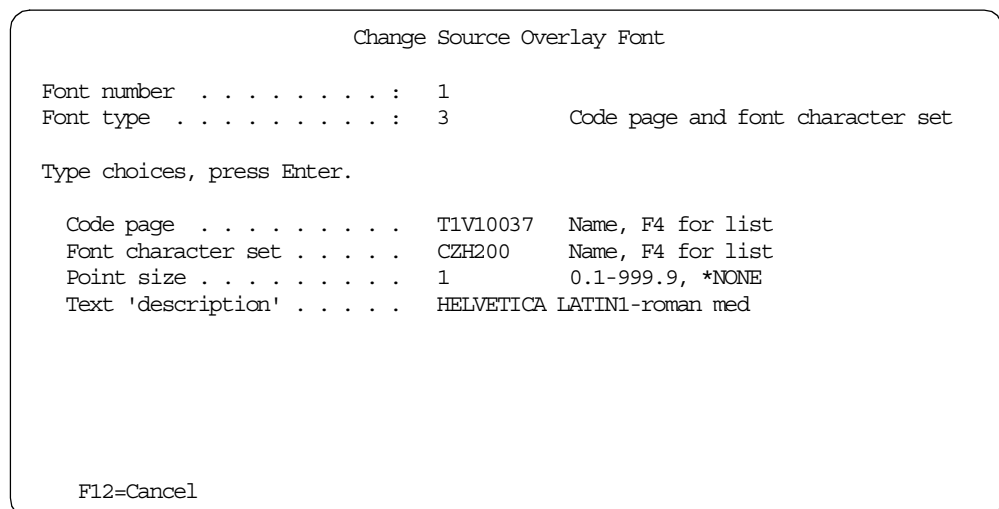 Change Source Overlay Font
Font number . . . . . . . . : 1
Font type . . . . . . . . . : 3 Code page and font character set
Type choices, press Enter.
Code page . . . . . . . . . T1V10037 Name, F4 for list
Font character set . . . . . CZH200 Name, F4 for list
Point size . . . . . . . . . 1 0.1-999.9, *NONE
Text 'description' . . . . . HELVETICA LATIN1-roman med
F12=Cancel